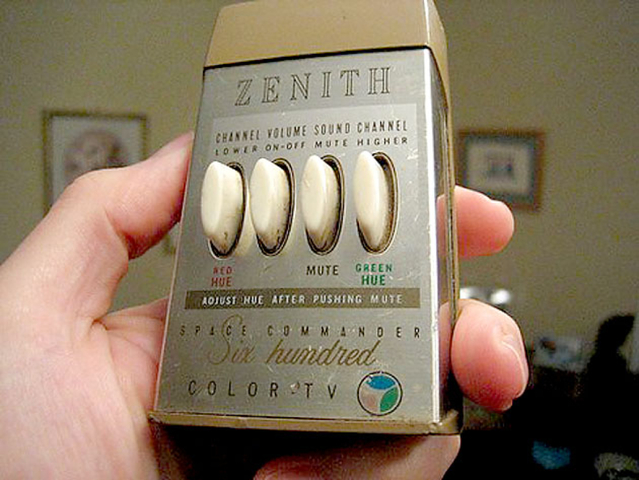 ZENITH
CHANNEL VOLUME SOUND CHANNEL
LOWER ON-OFF MUTE HIGHER
RED HUE MUTE GREEN HUE
ADJUST HUE AFTER PUSHING MUTE
SPACE COMMANDER
Six hundred
COLOR-TV